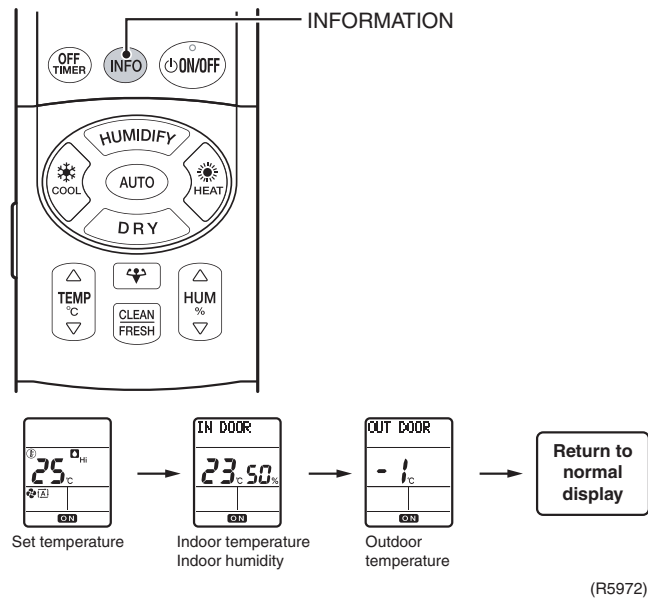 INFORMATION
OFF
TIMER
INFO
ON/OFF
HUMIDIFY
COOL
AUTO
HEAT
DRY
TEMP
°C
HUM
%
CLEAN
FRESH
25°C
Hi
A
ON
Set temperature
IN DOOR
23°C 50%
ON
Indoor temperature
Indoor humidity
OUT DOOR
-1°C
ON
Outdoor
temperature
Return to
normal
display
(R5972)